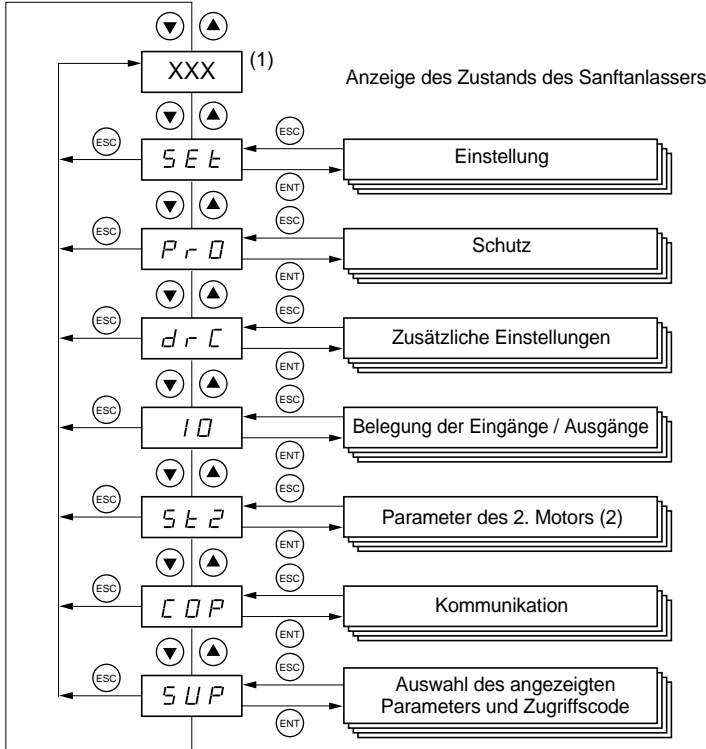 XXX (1)
Anzeige des Zustands des Sanftanlassers
ESC
ESC
SEt
Einstellung
ENT
ESC
ESC
PrO
Schutz
ENT
ESC
ESC
drC
Zusätzliche Einstellungen
ENT
ESC
ESC
IO
Belegung der Eingänge / Ausgänge
ENT
ESC
ESC
St2
Parameter des 2. Motors (2)
ENT
ESC
ESC
COP
Kommunikation
ENT
ESC
ESC
SUP
Auswahl des angezeigten
Parameters und Zugriffscode
ENT